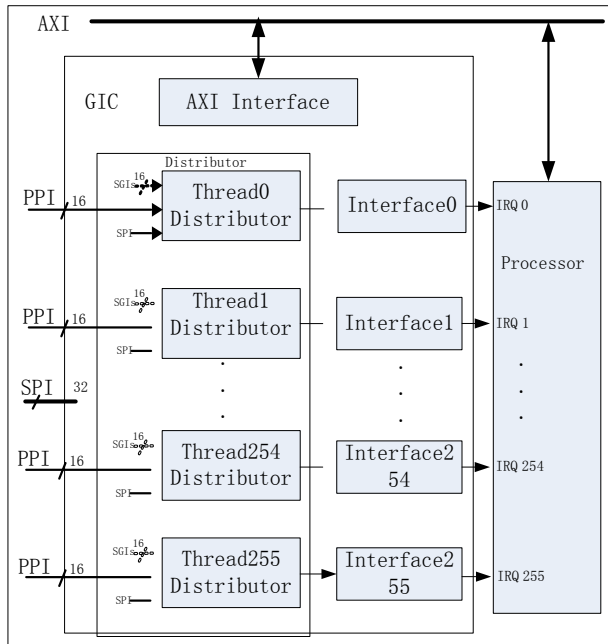 AXI
GIC
AXI Interface
Distributor
SGIs 16
PPI 16
SPI
Thread0
Distributor
Interface0
IRQ 0
Processor
SGIs 16
PPI 16
SPI
Thread1
Distributor
Interface1
IRQ 1
SPI 32
SGIs 16
PPI 16
SPI
Thread254
Distributor
Interface2
54
IRQ 254
SGIs 16
PPI 16
SPI
Thread255
Distributor
Interface2
55
IRQ 255